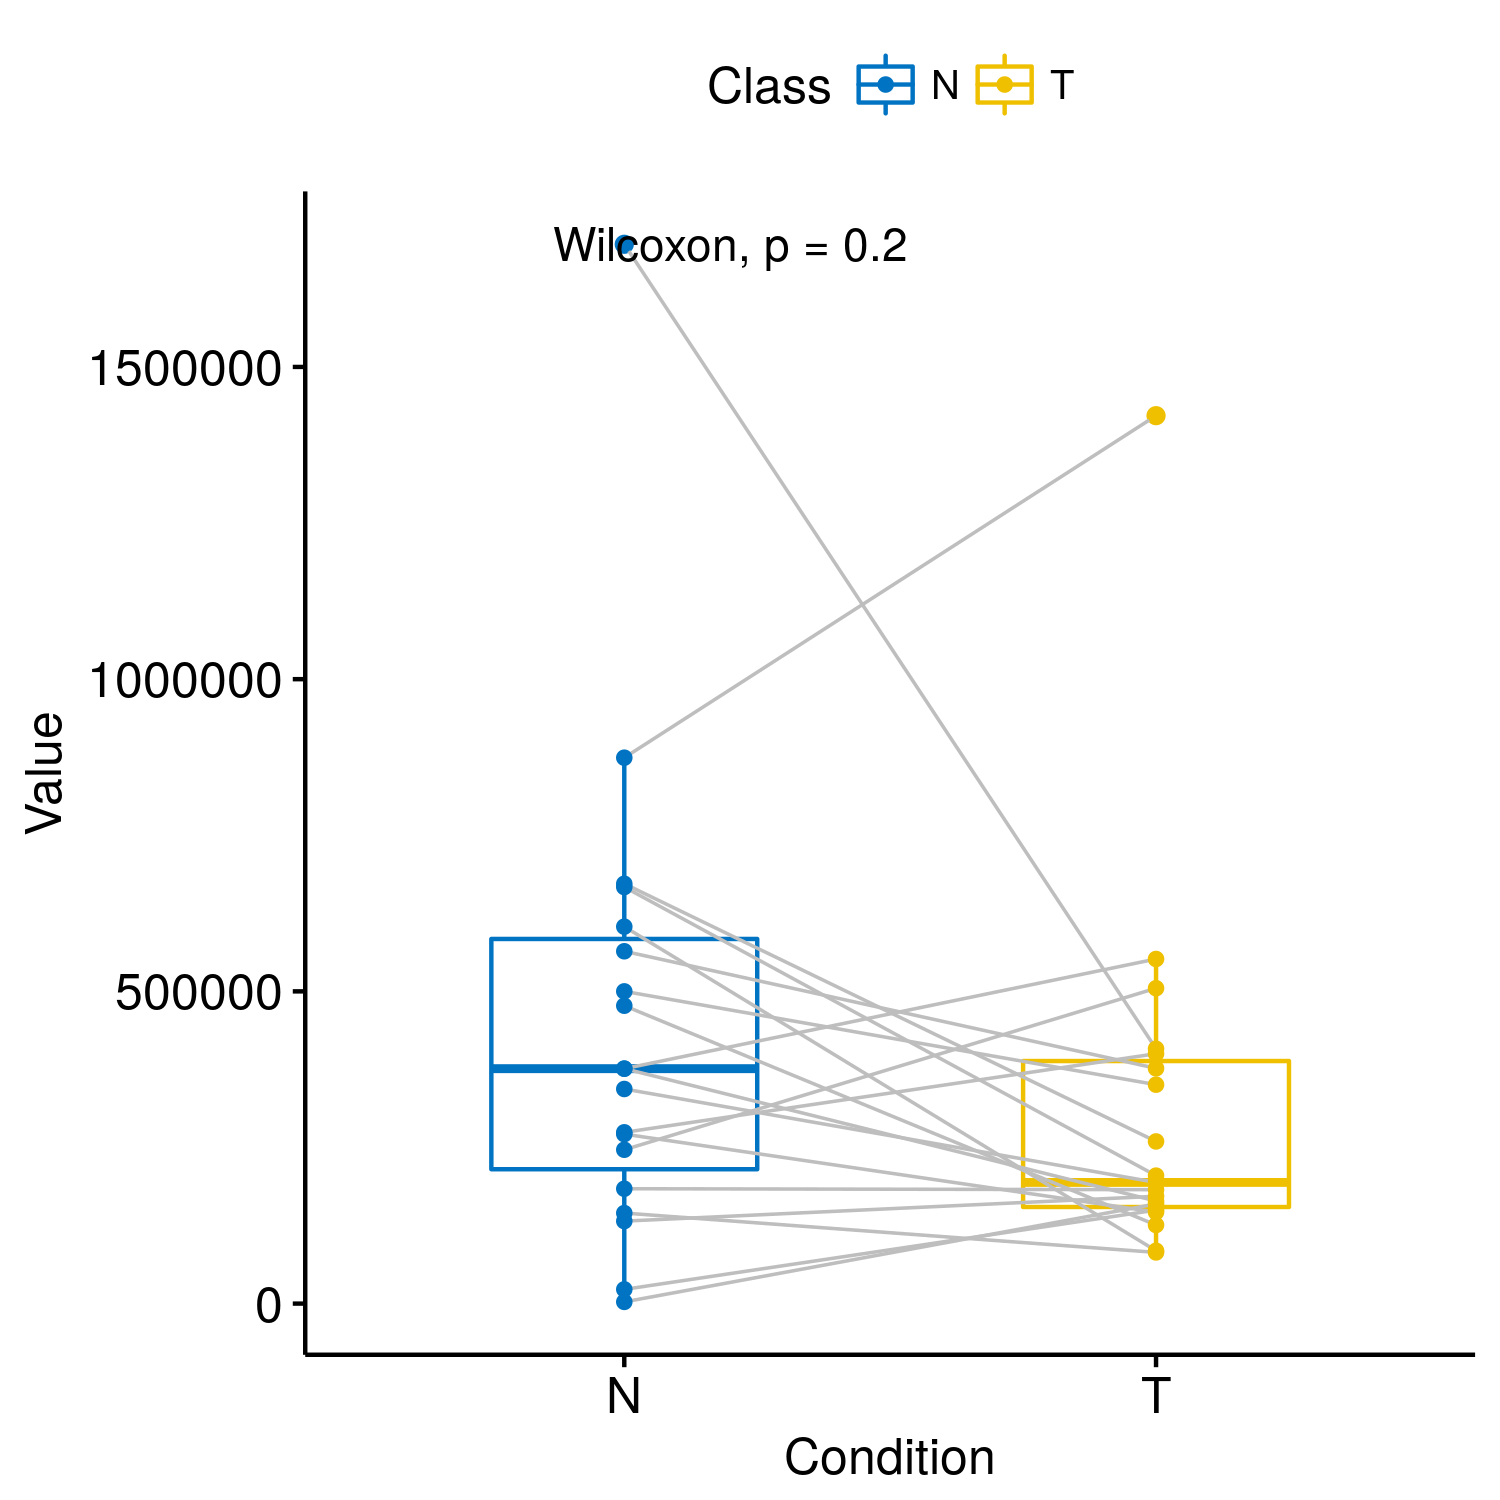 Class N T
Wilcoxon, p = 0.2
1500000
1000000
500000
0
Value
N T
Condition